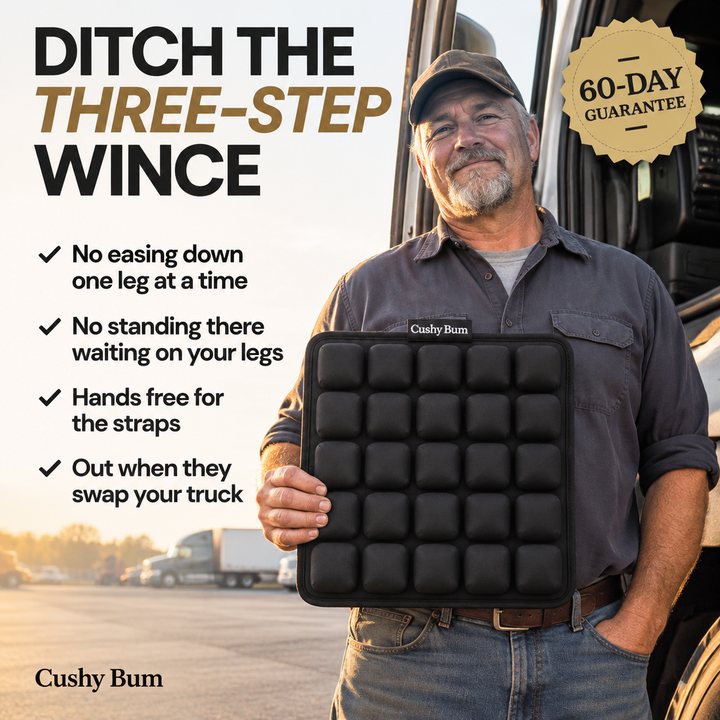 DITCH THE
THREE-STEP
WINCE
60-DAY
GUARANTEE
No easing down
one leg at a time
No standing there
waiting on your legs
Hands free for
the straps
Out when they
swap your truck
Cushy Bum
Cushy Bum